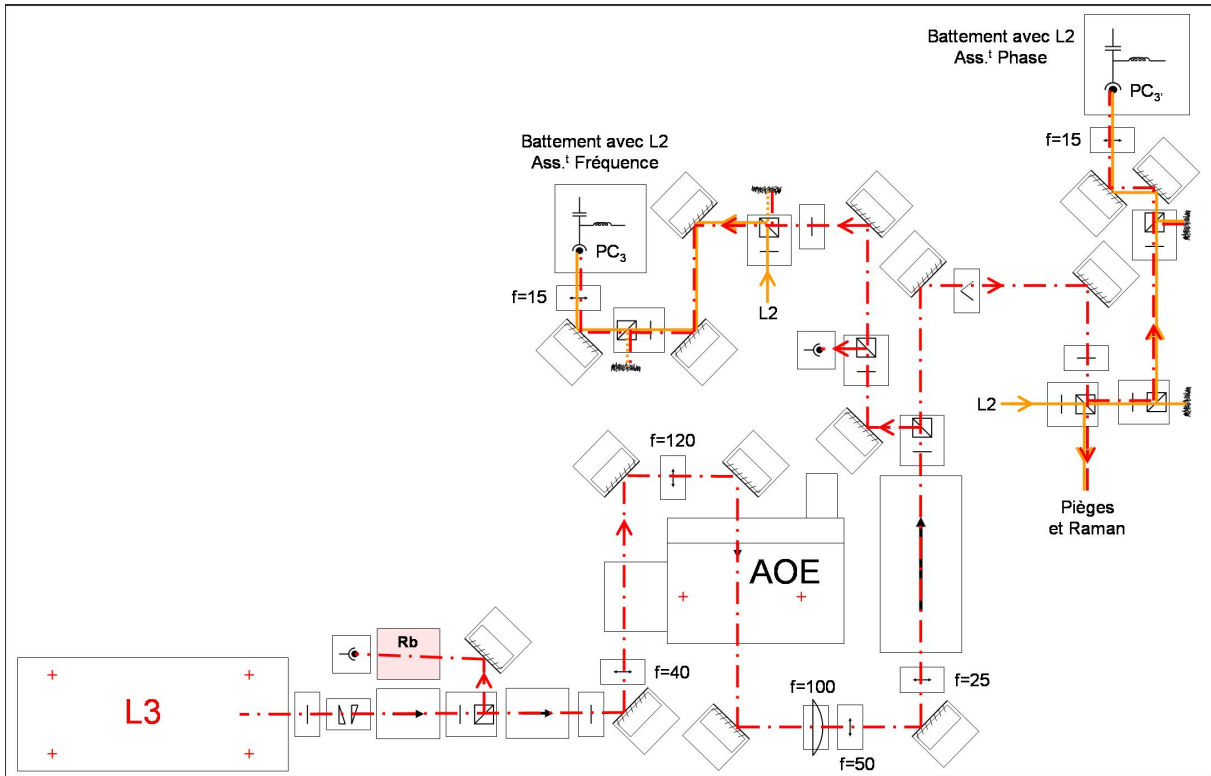 Battement avec L2
Ass.ᵗ Phase
PC₃'
f=15
Battement avec L2
Ass.ᵗ Fréquence
PC₃
f=15
L2
L2
Pièges
et Raman
f=120
AOE
Rb
L3
f=40
f=100
f=25
f=50